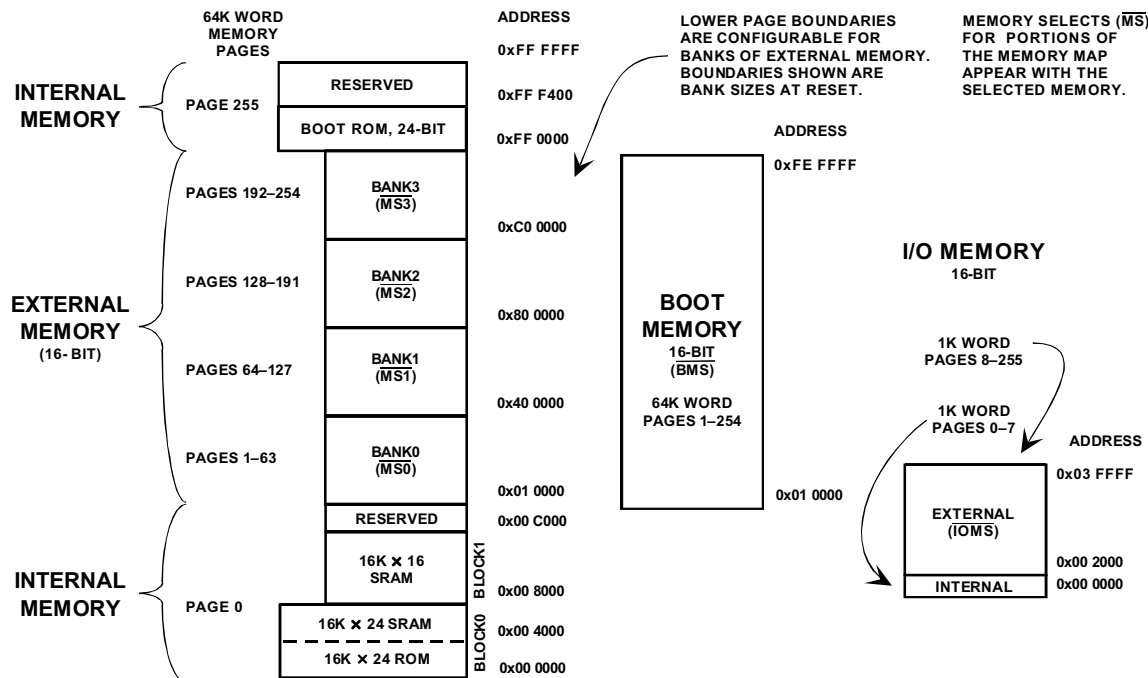 64K WORD
MEMORY
PAGES
ADDRESS
0xFF FFFF
INTERNAL
MEMORY
PAGE 255
RESERVED
0xFF F400
BOOT ROM, 24-BIT
0xFF 0000
EXTERNAL
MEMORY
(16- BIT)
PAGES 192–254
BANK3
(MS3)
0xC0 0000
PAGES 128–191
BANK2
(MS2)
0x80 0000
PAGES 64–127
BANK1
(MS1)
0x40 0000
PAGES 1–63
BANK0
(MS0)
0x01 0000
INTERNAL
MEMORY
PAGE 0
RESERVED
0x00 C000
16K × 16
SRAM
BLOCK1
0x00 8000
16K × 24 SRAM
0x00 4000
BLOCK0
16K × 24 ROM
0x00 0000
LOWER PAGE BOUNDARIES
ARE CONFIGURABLE FOR
BANKS OF EXTERNAL MEMORY.
BOUNDARIES SHOWN ARE
BANK SIZES AT RESET.
MEMORY SELECTS (MS)
FOR PORTIONS OF
THE MEMORY MAP
APPEAR WITH THE
SELECTED MEMORY.
ADDRESS
0xFE FFFF
BOOT
MEMORY
16-BIT
(BMS)
64K WORD
PAGES 1–254
0x01 0000
I/O MEMORY
16-BIT
1K WORD
PAGES 8–255
1K WORD
PAGES 0–7
ADDRESS
0x03 FFFF
EXTERNAL
(IOMS)
0x00 2000
INTERNAL
0x00 0000